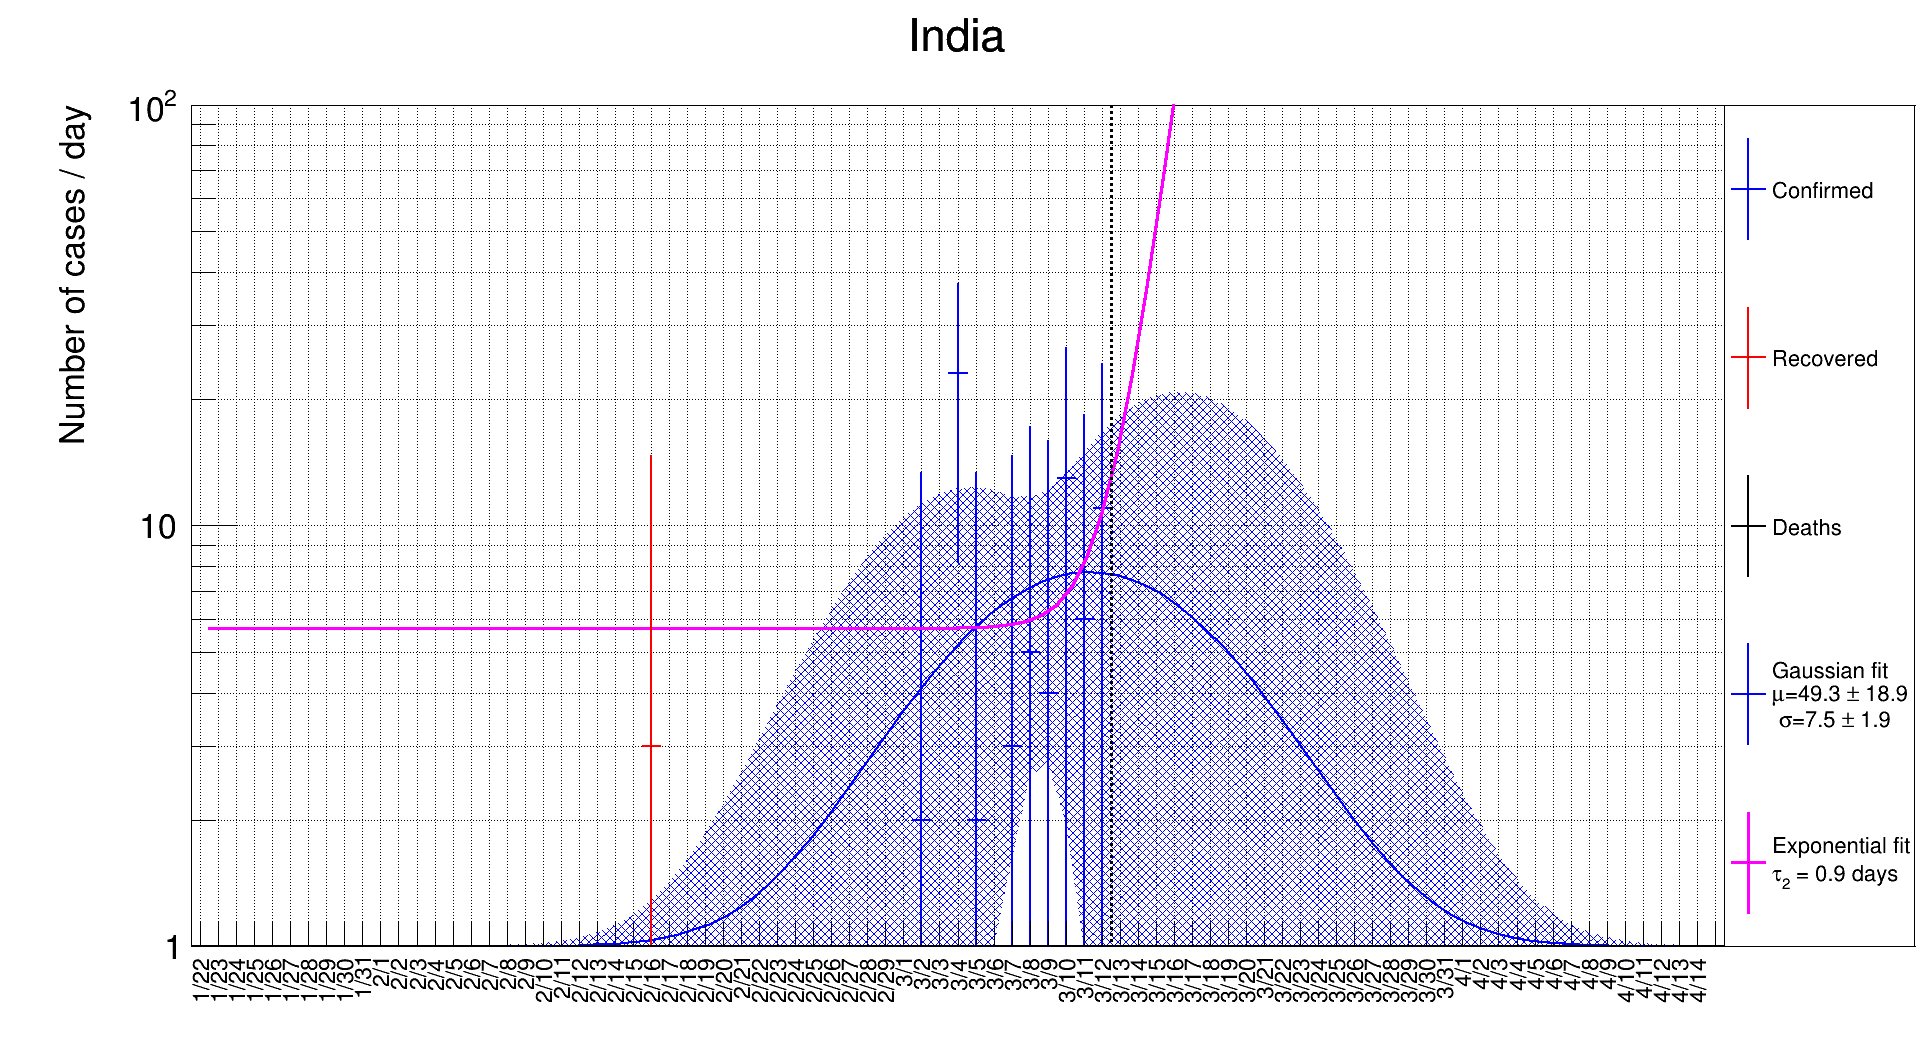 India
Number of cases / day
10²
10
1
1/22 1/23 1/24 1/25 1/26 1/27 1/28 1/29 1/30 1/31 2/1 2/2 2/3 2/4 2/5 2/6 2/7 2/8 2/9 2/10 2/11 2/12 2/13 2/14 2/15 2/16 2/17 2/18 2/19 2/20 2/21 2/22 2/23 2/24 2/25 2/26 2/27 2/28 2/29 3/1 3/2 3/3 3/4 3/5 3/6 3/7 3/8 3/9 3/10 3/11 3/12 3/13 3/14 3/15 3/16 3/17 3/18 3/19 3/20 3/21 3/22 3/23 3/24 3/25 3/26 3/27 3/28 3/29 3/30 3/31 4/1 4/2 4/3 4/4 4/5 4/6 4/7 4/8 4/9 4/10 4/11 4/12 4/13 4/14
Confirmed
Recovered
Deaths
Gaussian fit
μ=49.3 ± 18.9
σ=7.5 ± 1.9
Exponential fit
τ₂ = 0.9 days